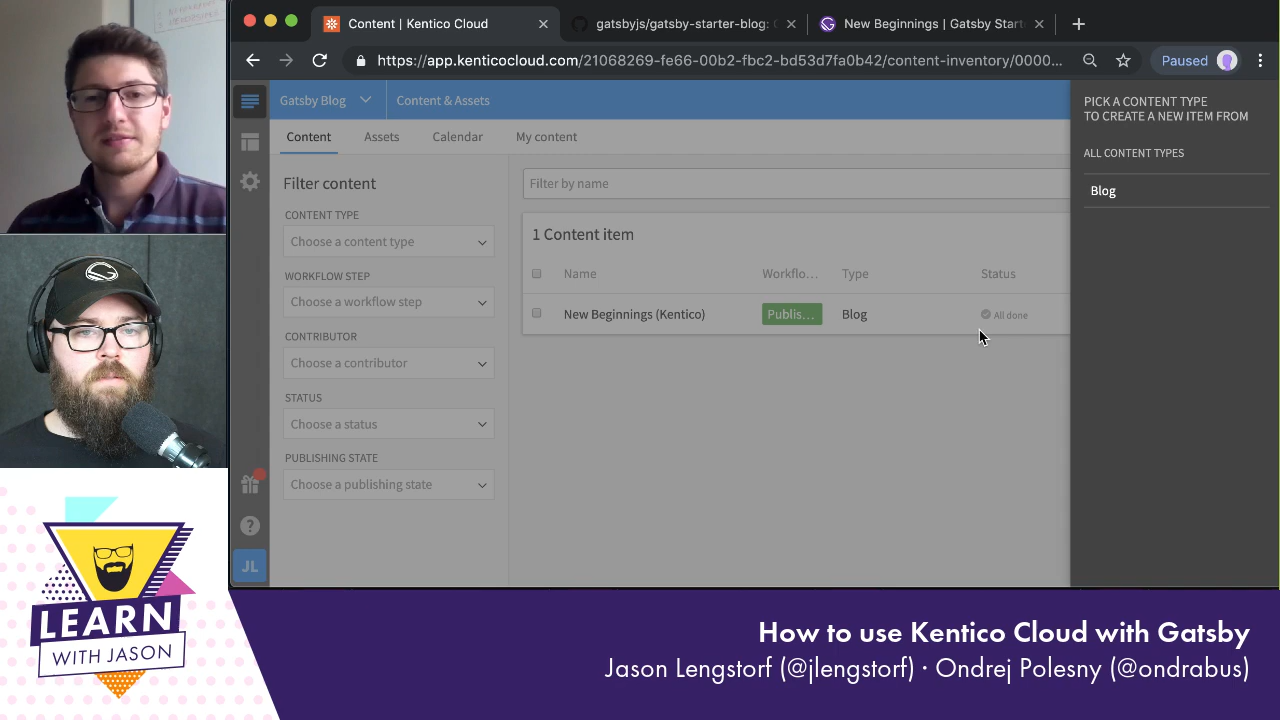 Content | Kentico Cloud
gatsbyjs/gatsby-starter-blog: G
New Beginnings | Gatsby Start
https://app.kenticocloud.com/21068269-fe66-00b2-fbc2-bd53d7fa0b42/content-inventory/0000...
Paused
Gatsby Blog
Content & Assets
Content
Assets
Calendar
My content
Filter content
CONTENT TYPE
Choose a content type
WORKFLOW STEP
Choose a workflow step
CONTRIBUTOR
Choose a contributor
STATUS
Choose a status
PUBLISHING STATE
Choose a publishing state
JL
Filter by name
1 Content item
Name Workflo... Type Status
New Beginnings (Kentico) Publis... Blog All done
PICK A CONTENT TYPE
TO CREATE A NEW ITEM FROM
ALL CONTENT TYPES
Blog
LEARN
WITH JASON
How to use Kentico Cloud with Gatsby
Jason Lengstorf (@jlengstorf) · Ondrej Polesny (@ondrabus)